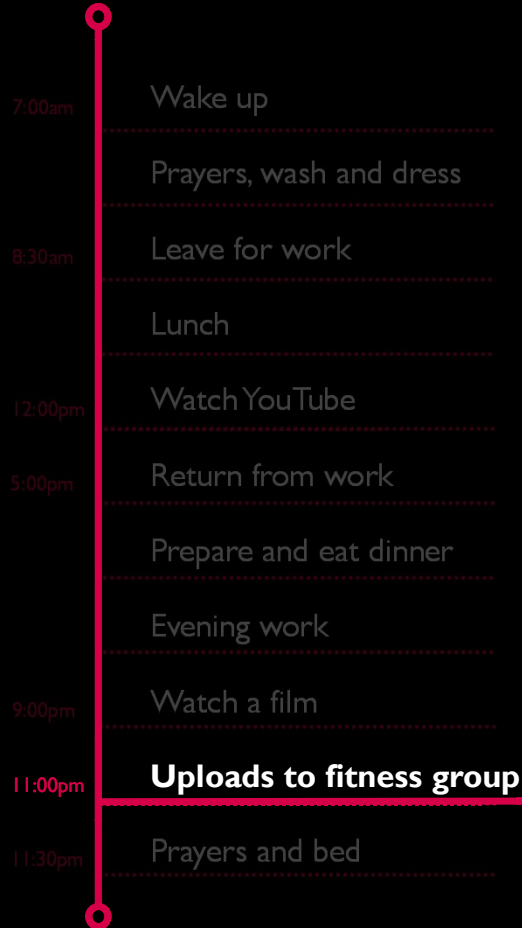 7:00am Wake up
Prayers, wash and dress
8:30am Leave for work
Lunch
12:00pm Watch YouTube
5:00pm Return from work
Prepare and eat dinner
Evening work
9:00pm Watch a film
11:00pm Uploads to fitness group
11:30pm Prayers and bed